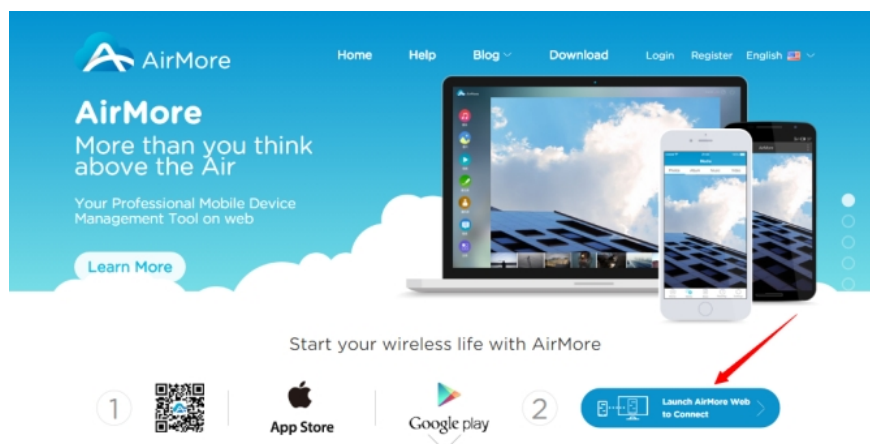 AirMore
Home Help Blog Download Login Register English
AirMore
More than you think
above the Air
Your Professional Mobile Device
Management Tool on web
Learn More
Start your wireless life with AirMore
1
App Store
Google play
2
Launch AirMore Web
to Connect